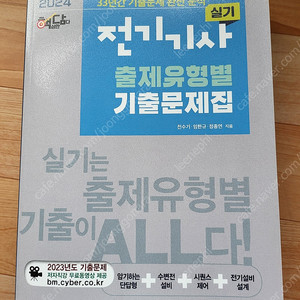 2024
33년간 기출문제 완전 분석
실기
전기기사
출제유형별
기출문제집
전수기 | 임한규 | 정종연 지음
실기는
출제유형별
기출이
ALL다!
2023년도 기출문제
저자직강 무료동영상 제공
bm.cyber.co.kr
암기하는 단답형
수변전 설비
시퀀스 제어
전기설비 설계